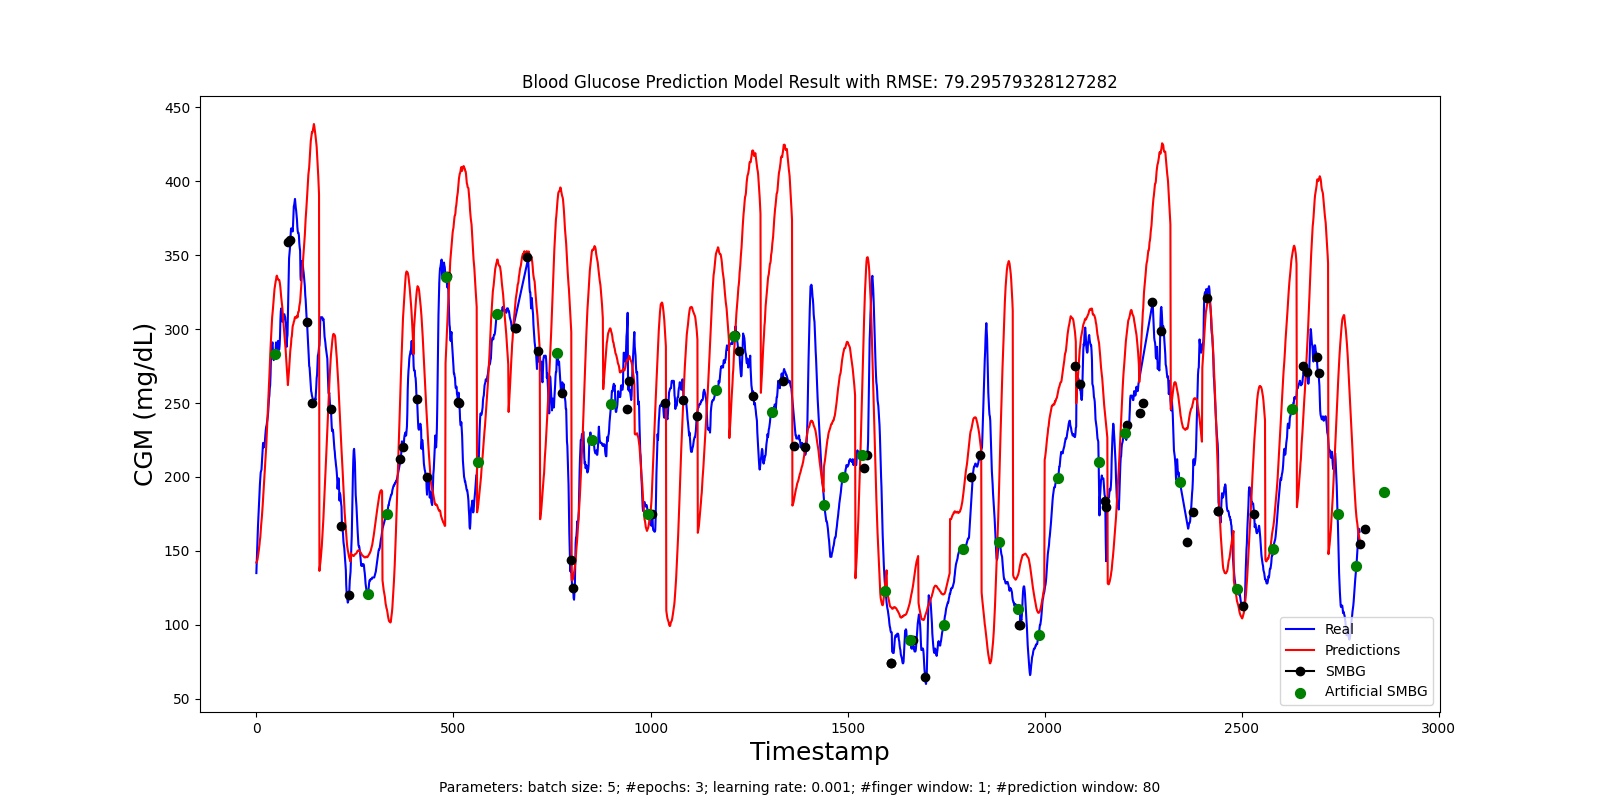 Blood Glucose Prediction Model Result with RMSE: 79.29579328127282
450
400
350
300
250
200
150
100
50
CGM (mg/dL)
0 500 1000 1500 2000 2500 3000
Timestamp
Real
Predictions
SMBG
Artificial SMBG
Parameters: batch size: 5; #epochs: 3; learning rate: 0.001; #finger window: 1; #prediction window: 80